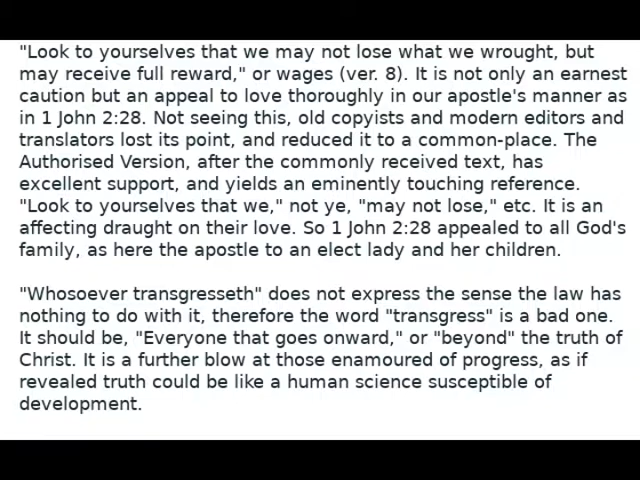 "Look to yourselves that we may not lose what we wrought, but
may receive full reward," or wages (ver. 8). It is not only an earnest
caution but an appeal to love thoroughly in our apostle's manner as
in 1 John 2:28. Not seeing this, old copyists and modern editors and
translators lost its point, and reduced it to a common-place. The
Authorised Version, after the commonly received text, has
excellent support, and yields an eminently touching reference.
"Look to yourselves that we," not ye, "may not lose," etc. It is an
affecting draught on their love. So 1 John 2:28 appealed to all God's
family, as here the apostle to an elect lady and her children.

"Whosoever transgresseth" does not express the sense the law has
nothing to do with it, therefore the word "transgress" is a bad one.
It should be, "Everyone that goes onward," or "beyond" the truth of
Christ. It is a further blow at those enamoured of progress, as if
revealed truth could be like a human science susceptible of
development.